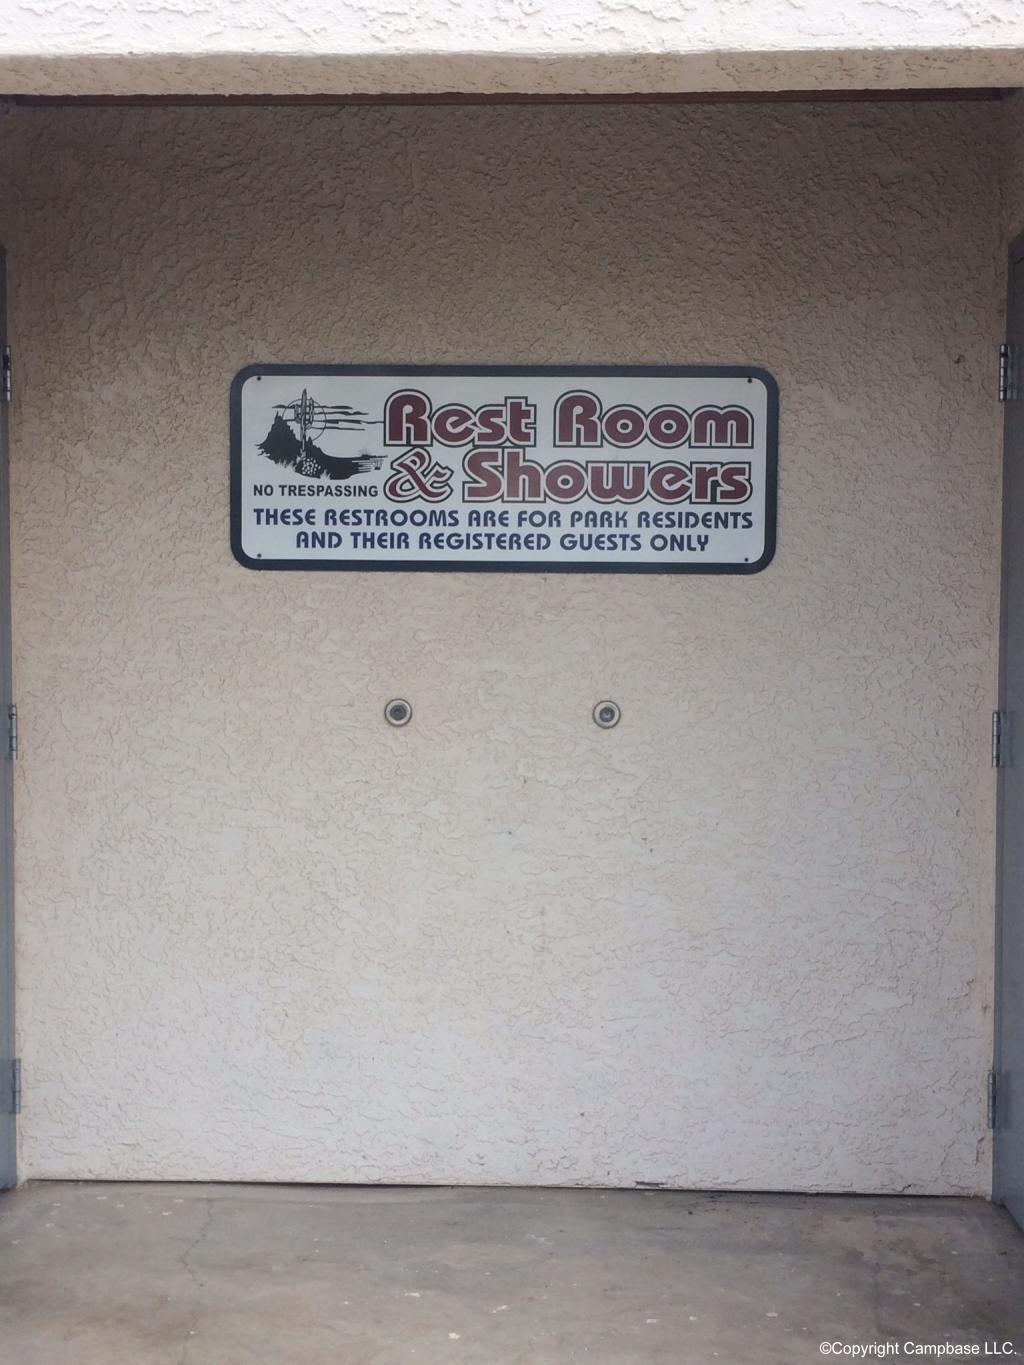 Rest Room
& Showers
NO TRESPASSING
THESE RESTROOMS ARE FOR PARK RESIDENTS
AND THEIR REGISTERED GUESTS ONLY
©Copyright Campbase LLC.